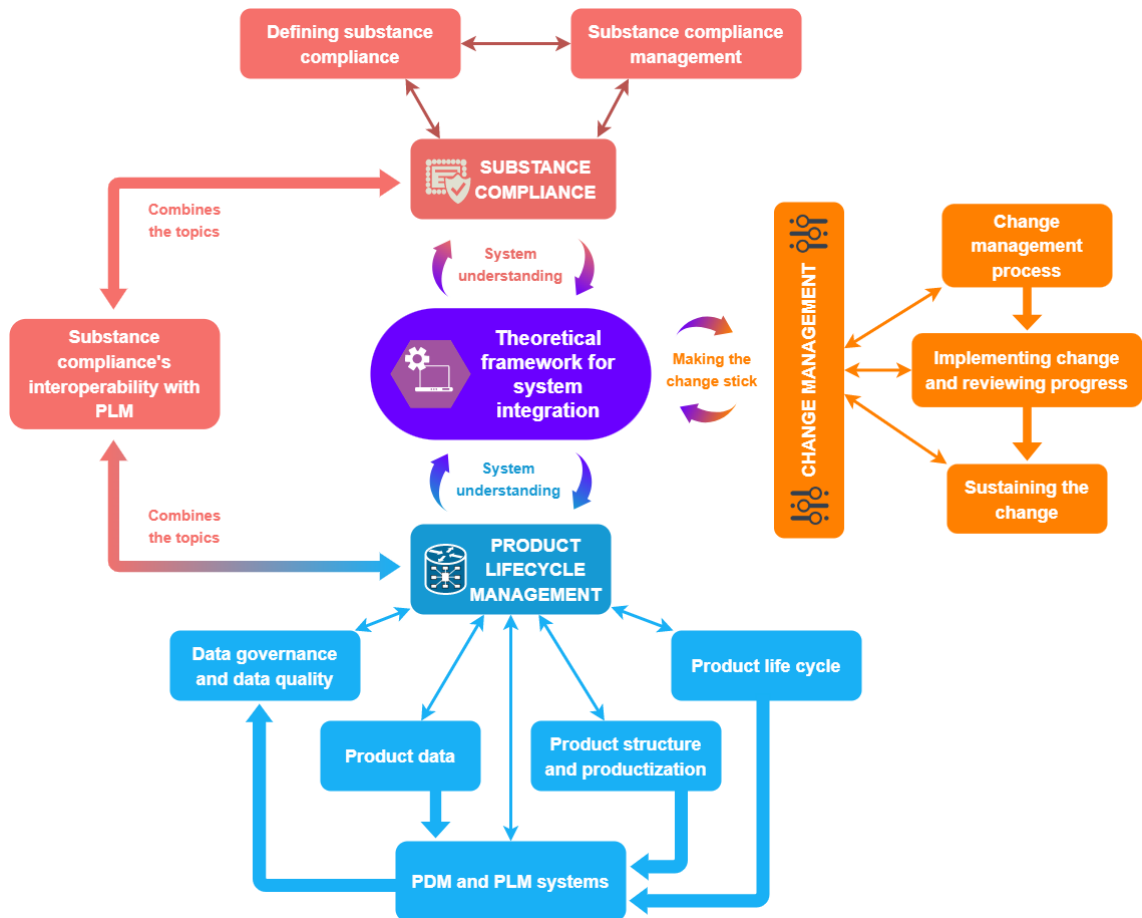 Defining substance
compliance
Substance compliance
management
SUBSTANCE
COMPLIANCE
Combines
the topics
System
understanding
Substance
compliance's
interoperability with
PLM
Theoretical
framework for
system
integration
Making the
change stick
CHANGE MANAGEMENT
Change
management
process
Implementing change
and reviewing progress
Sustaining the
change
System
understanding
Combines
the topics
PRODUCT
LIFECYCLE
MANAGEMENT
Data governance
and data quality
Product life cycle
Product data
Product structure
and productization
PDM and PLM systems